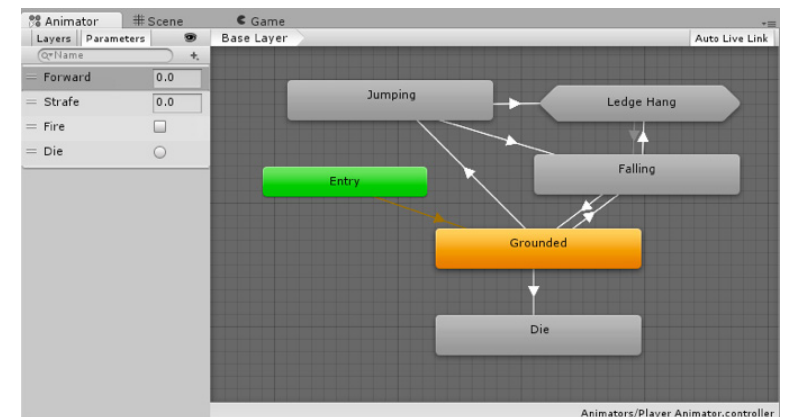 Animator Scene Game
Layers Parameters Base Layer Auto Live Link
Name
Forward 0.0
Strafe 0.0
Fire
Die
Jumping
Ledge Hang
Falling
Entry
Grounded
Die
Animators/Player Animator.controller